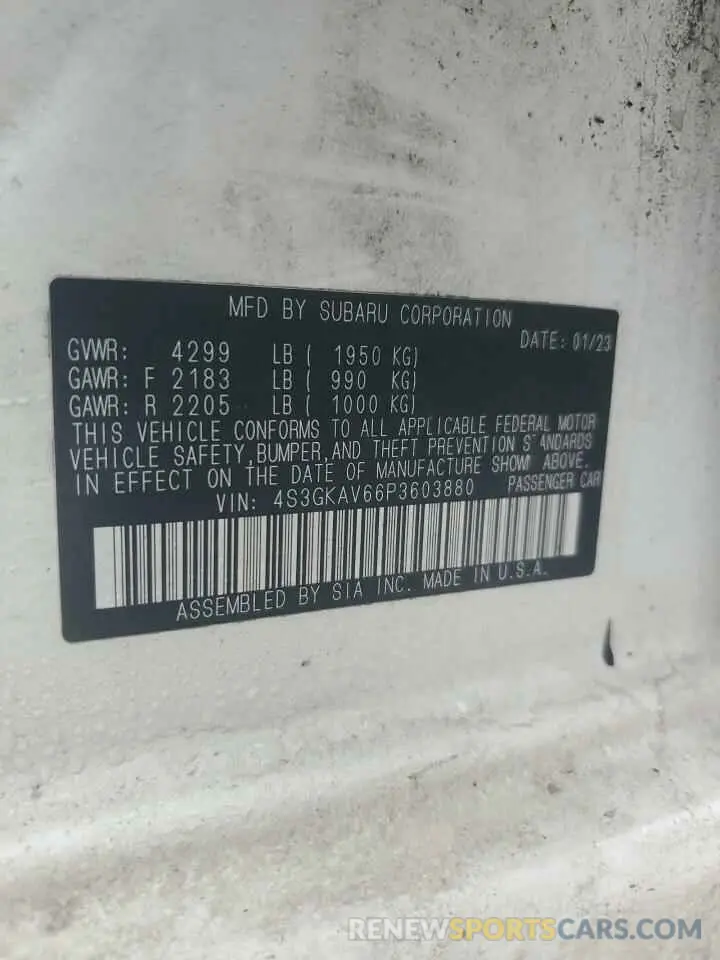 MFD BY SUBARU CORPORATION
DATE: 01/23
GVWR: 4299 LB ( 1950 KG)
GAWR: F 2183 LB ( 990 KG)
GAWR: R 2205 LB ( 1000 KG)
THIS VEHICLE CONFORMS TO ALL APPLICABLE FEDERAL MOTOR
VEHICLE SAFETY, BUMPER, AND THEFT PREVENTION STANDARDS
IN EFFECT ON THE DATE OF MANUFACTURE SHOWN ABOVE.
VIN: 4S3GKAV66P3603880 PASSENGER CAR
ASSEMBLED BY SIA INC. MADE IN U.S.A.
RENEWSPORTSCARS.COM